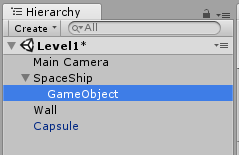 Hierarchy
Create All
Level1*
Main Camera
SpaceShip
GameObject
Wall
Capsule